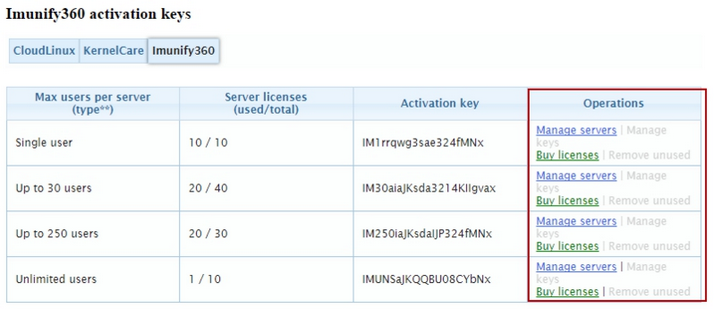 Imunify360 activation keys
CloudLinux KernelCare Imunify360
Max users per server (type**) Server licenses (used/total) Activation key Operations
Single user 10 / 10 IM1rrqwg3sae324fMNx Manage servers | Manage keys
Buy licenses | Remove unused
Up to 30 users 20 / 40 IM30aiaJKsda3214KIIgvax Manage servers | Manage keys
Buy licenses | Remove unused
Up to 250 users 20 / 30 IM250iaJKsdaIJP324fMNx Manage servers | Manage keys
Buy licenses | Remove unused
Unlimited users 1 / 10 IMUNSaJKQQBU08CYbNx Manage servers | Manage keys
Buy licenses | Remove unused